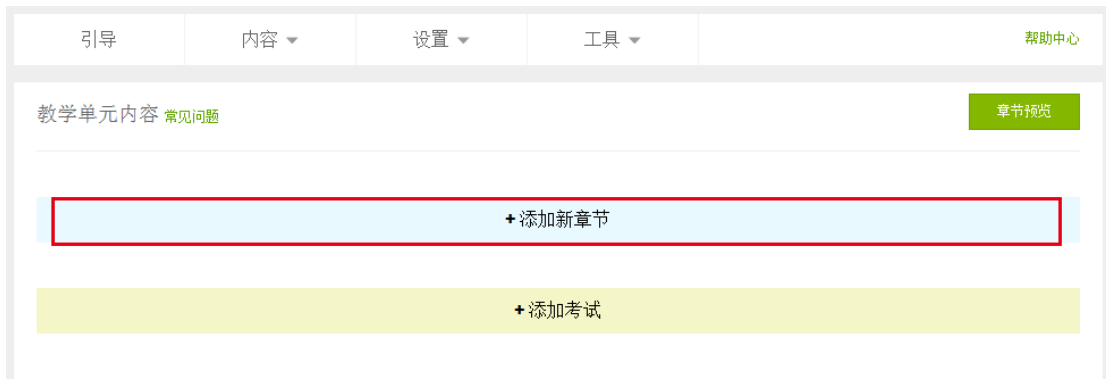 引导 内容 设置 工具 帮助中心
教学单元内容 常见问题 章节预览
+添加新章节
+添加考试